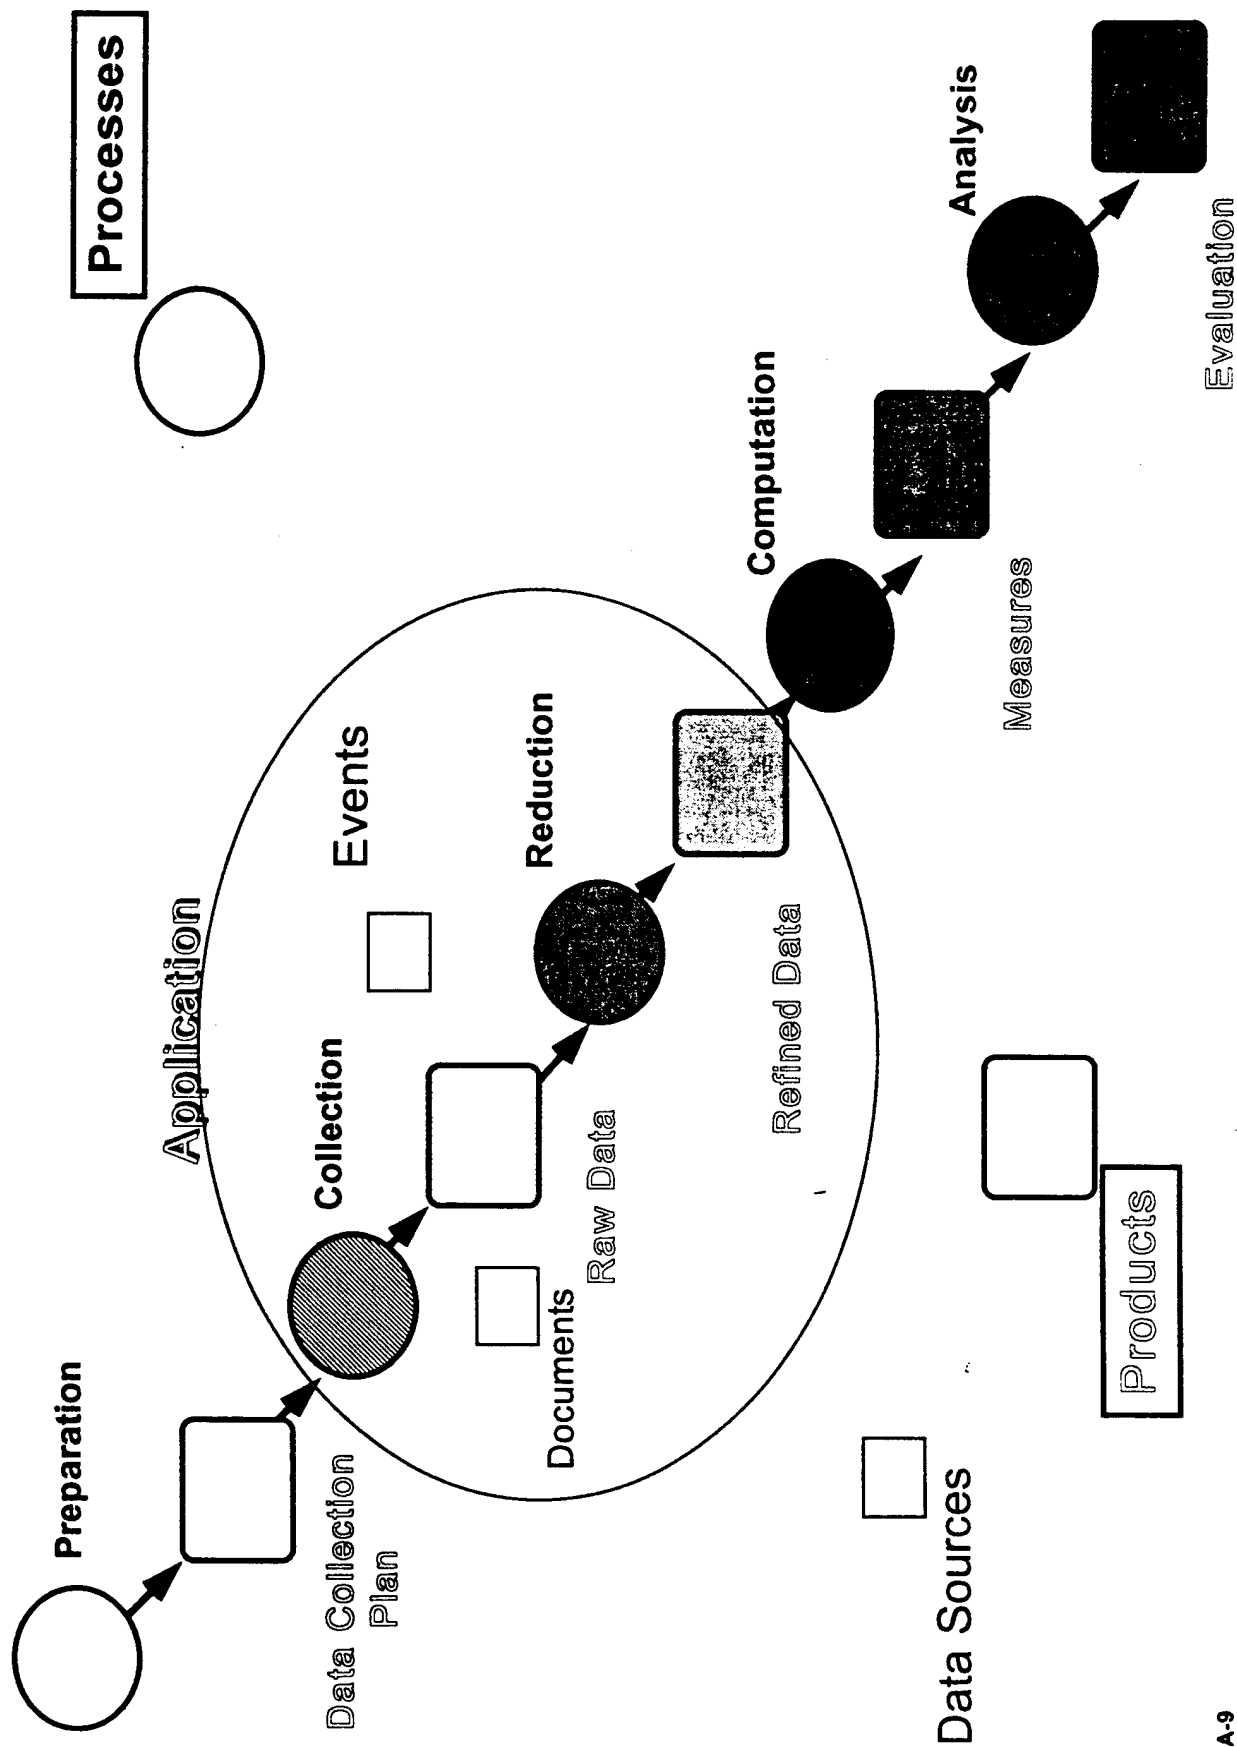 Preparation
Processes
Data Collection
Plan
Application
Collection
Events
Documents
Raw Data
Reduction
Refined Data
Computation
Measures
Analysis
Evaluation
Data Sources
Products
A-9